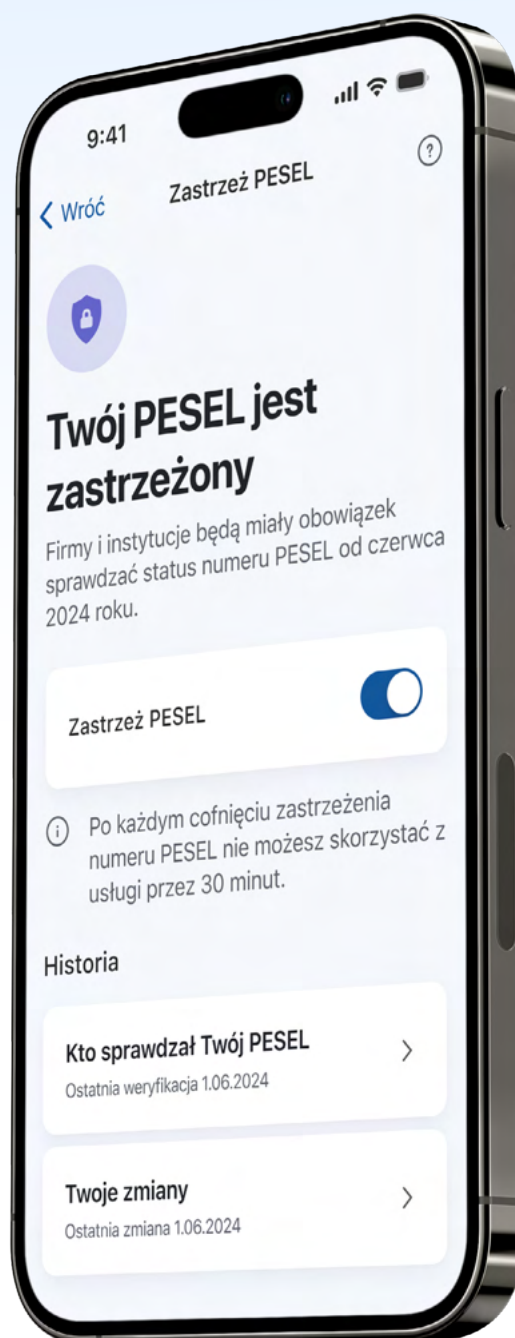 9:41
Wróć
Zastrzeż PESEL
?
Twój PESEL jest
zastrzeżony
Firmy i instytucje będą miały obowiązek
sprawdzać status numeru PESEL od czerwca
2024 roku.
Zastrzeż PESEL
i
Po każdym cofnięciu zastrzeżenia
numeru PESEL nie możesz skorzystać z
usługi przez 30 minut.
Historia
Kto sprawdzał Twój PESEL
Ostatnia weryfikacja 1.06.2024
Twoje zmiany
Ostatnia zmiana 1.06.2024